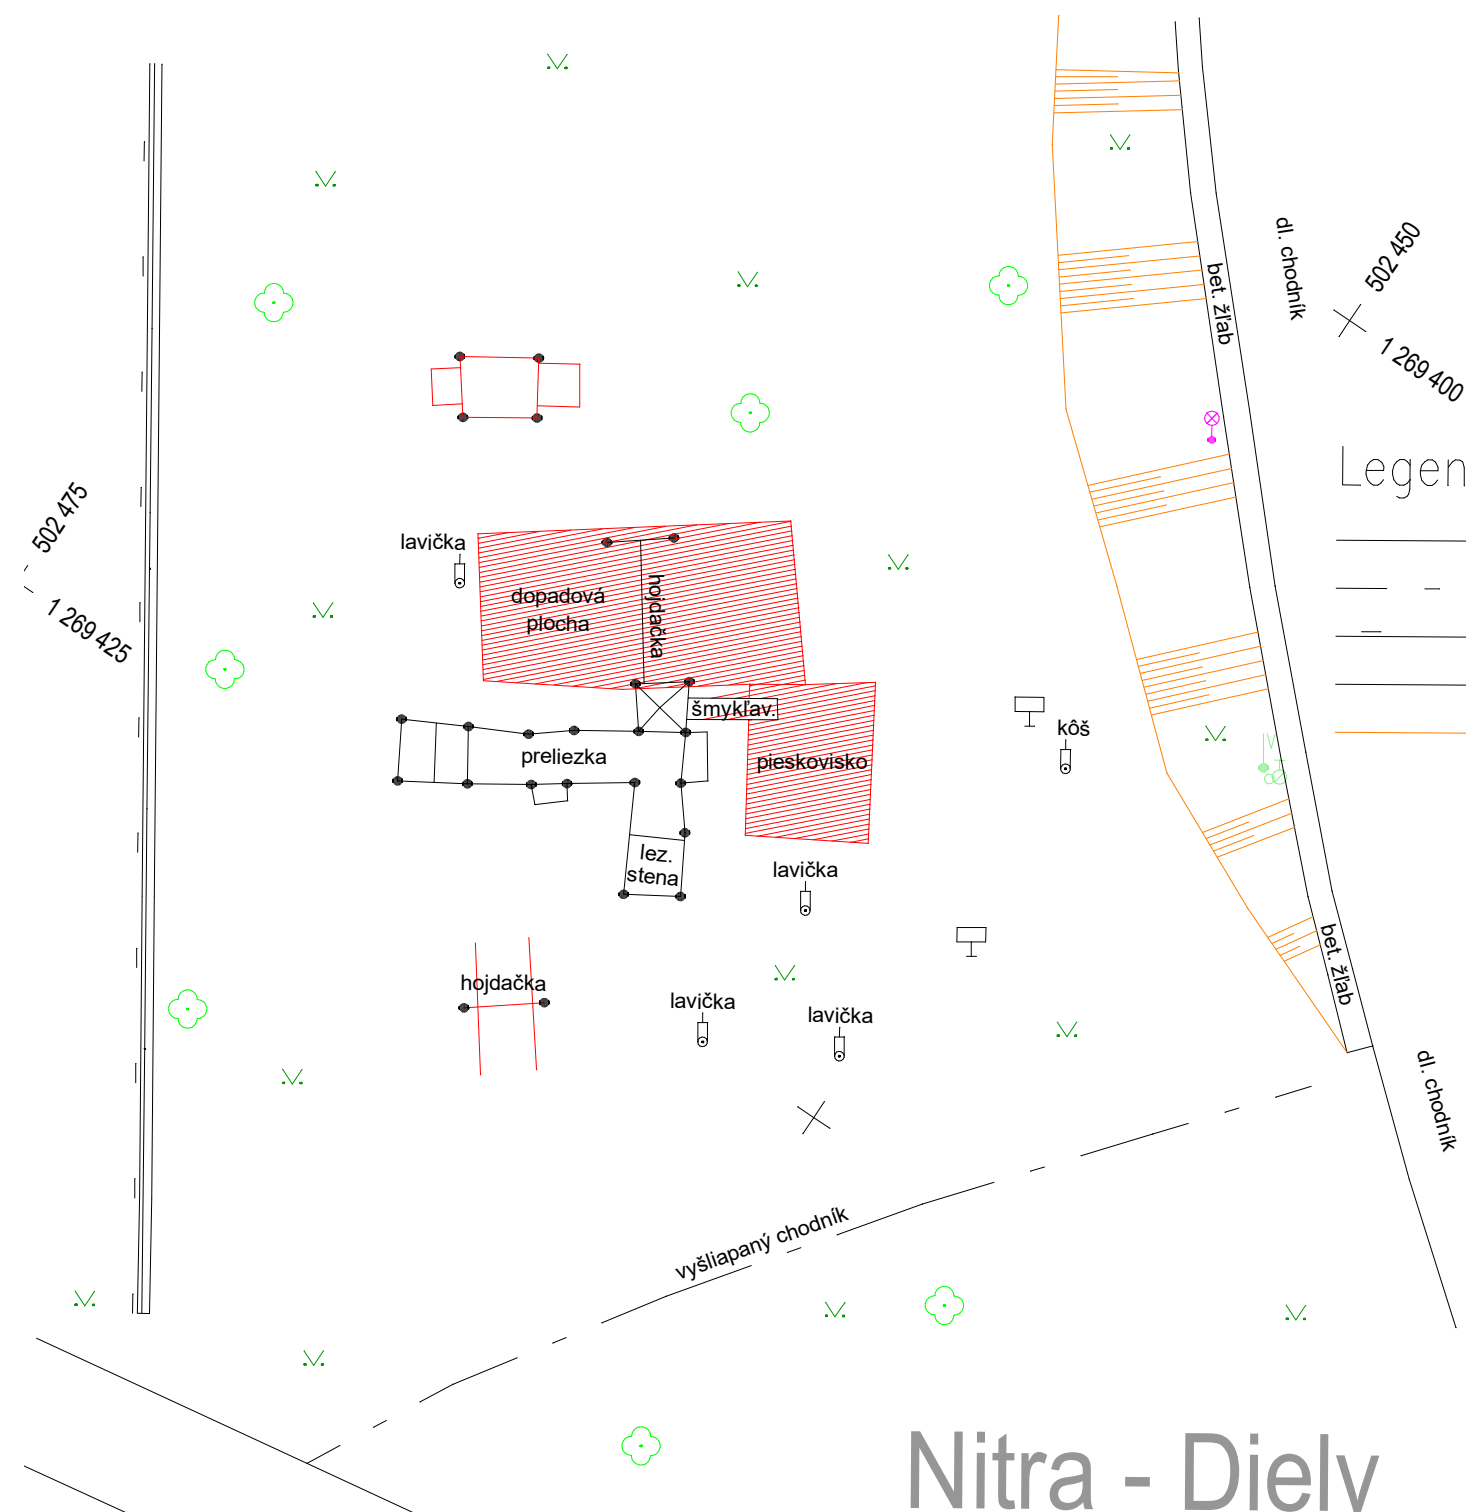 dl. chodník
502 450
bet. žľab
1 269 400
Legen
502 475
lavička
dopadová
plocha
hojdačka
1 269 425
šmykľav.
kôš
preliezka
pieskovisko
lez.
stena
lavička
bet. žľab
hojdačka
lavička
lavička
dl. chodník
vyšliapaný chodník
Nitra - Diely